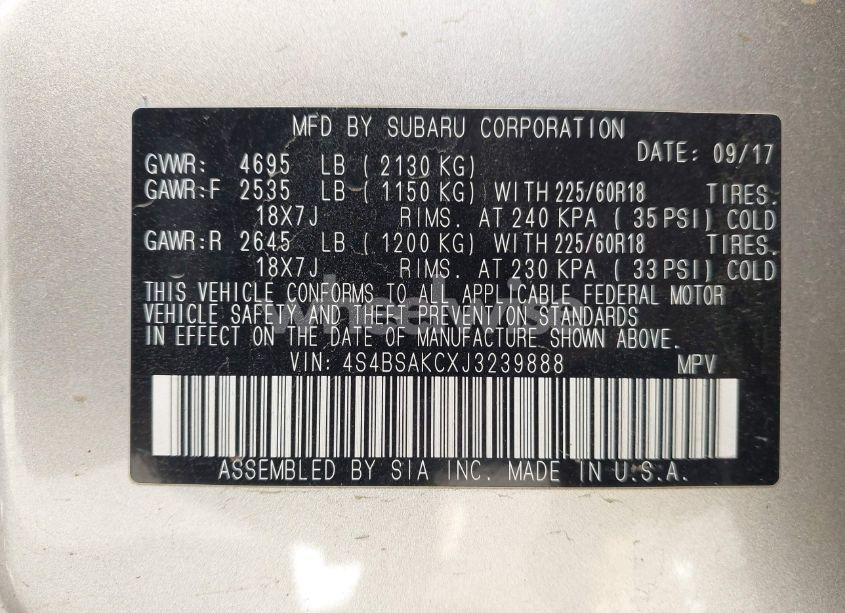 MFD BY SUBARU CORPORATION
DATE: 09/17
GVWR: 4695 LB ( 2130 KG)
GAWR:F 2535 LB ( 1150 KG) WITH 225/60R18 TIRES.
18X7J RIMS. AT 240 KPA ( 35 PSI) COLD
GAWR:R 2645 LB ( 1200 KG) WITH 225/60R18 TIRES.
18X7J RIMS. AT 230 KPA ( 33 PSI) COLD
THIS VEHICLE CONFORMS TO ALL APPLICABLE FEDERAL MOTOR
VEHICLE SAFETY AND THEFT PREVENTION STANDARDS
IN EFFECT ON THE DATE OF MANUFACTURE SHOWN ABOVE.
VIN: 4S4BSAKCXJ3239888 MPV
ASSEMBLED BY SIA INC. MADE IN U.S.A.